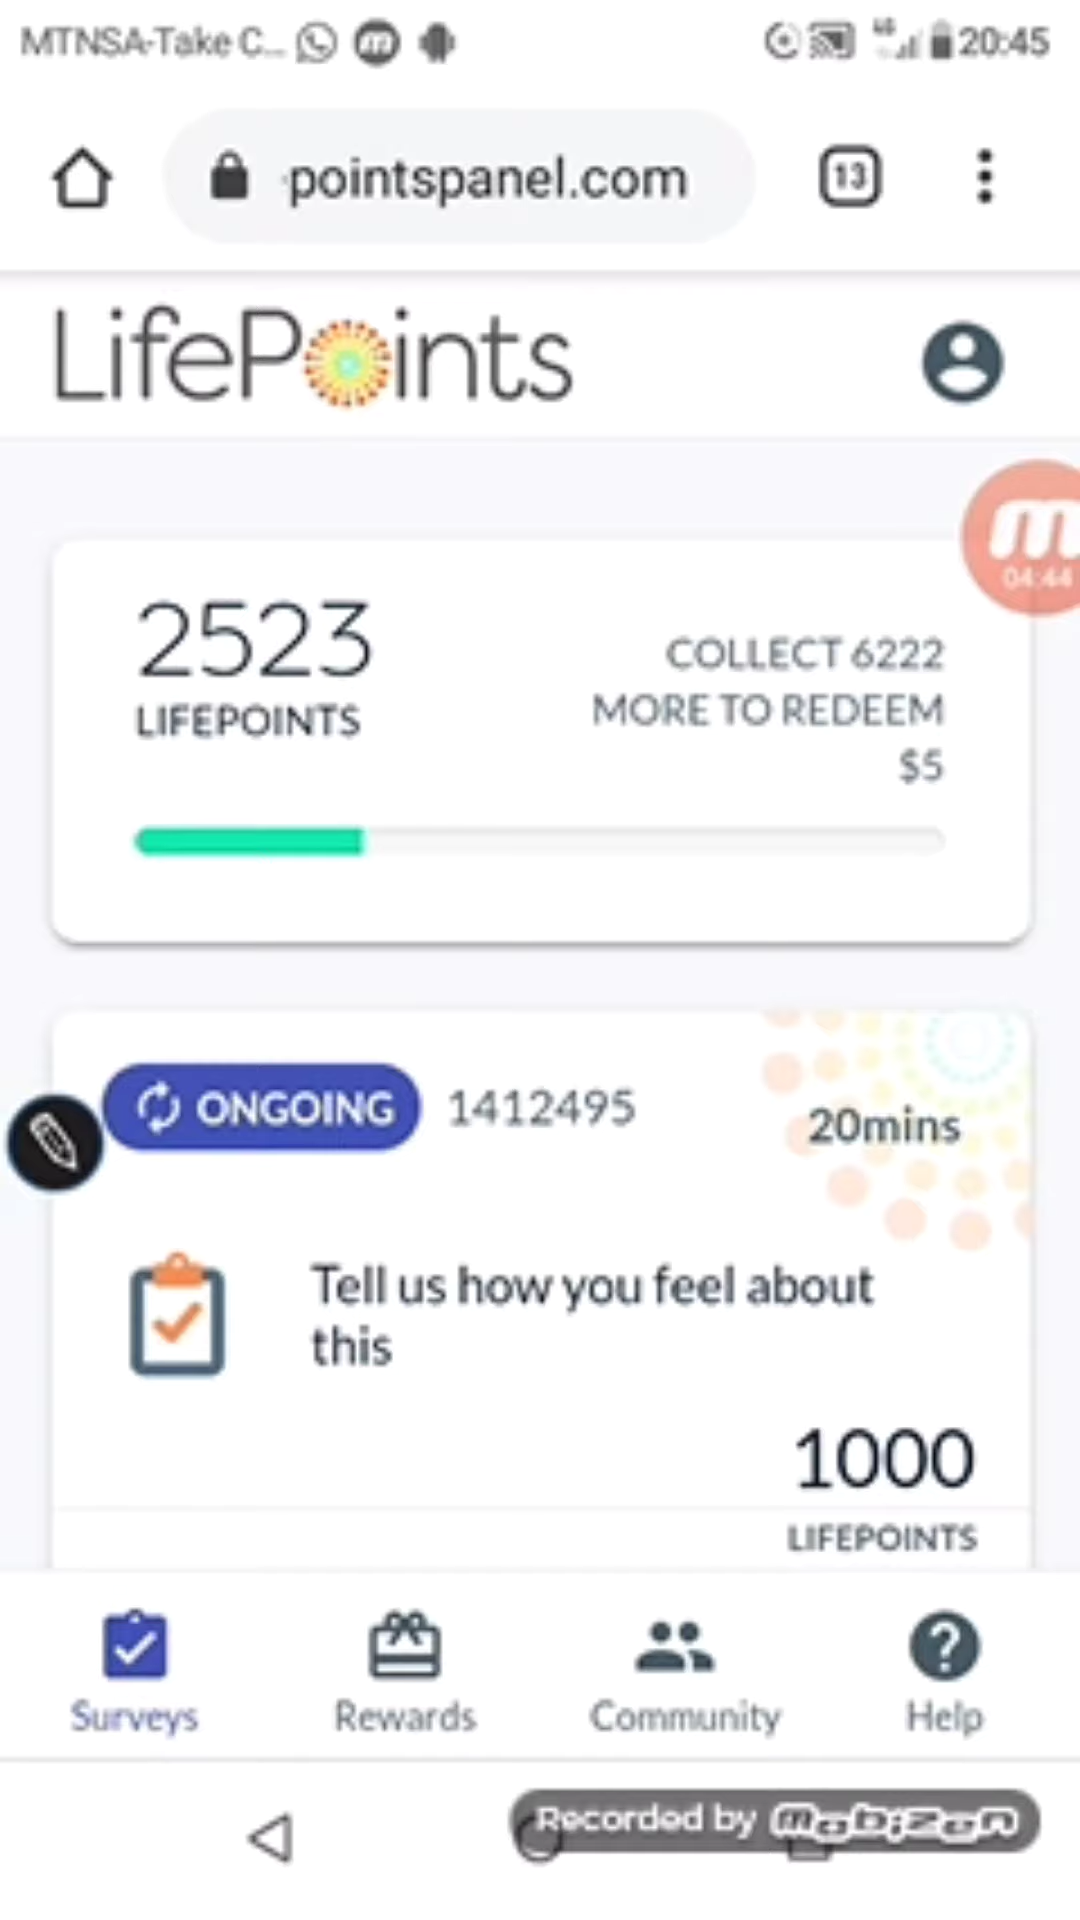 MTNSA-Take C...
20:45
pointspanel.com
13
LifePoints
04:44
2523
LIFEPOINTS
COLLECT 6222
MORE TO REDEEM
$5
ONGOING
1412495
20mins
Tell us how you feel about
this
1000
LIFEPOINTS
Surveys
Rewards
Community
Help
Recorded by Mobizen